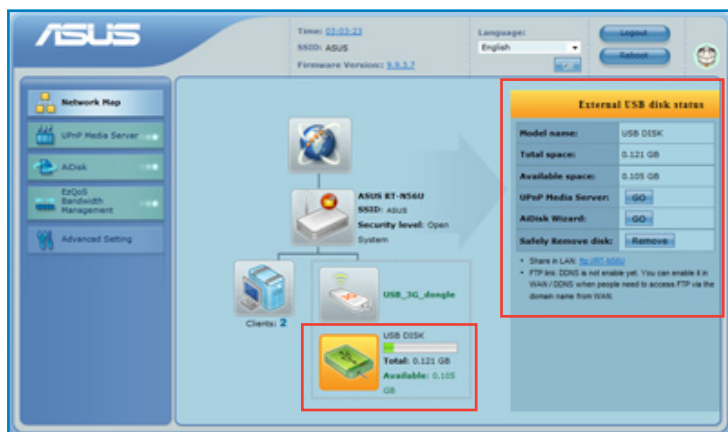 ASUS
Time: 03:03:23
SSID: ASUS
Firmware Version: 9.9.3.7
Language:
English
Logout
Reboot
Network Map
UPnP Media Server
AiDisk
EzQoS
Bandwidth
Management
Advanced Setting
ASUS RT-N56U
SSID: ASUS
Security level: Open
System
Clients: 2
USB_3G_dongle
USB DISK
Total: 0.121 GB
Available: 0.105
GB
External USB disk status
Model name: USB DISK
Total space: 0.121 GB
Available space: 0.105 GB
UPnP Media Server: GO
AiDisk Wizard: GO
Safely Remove disk: Remove
Share in LAN: ftp://RT-N56U
FTP link: DDNS is not enable yet. You can enable it in
WAN / DDNS when people need to access FTP via the
domain name from WAN.